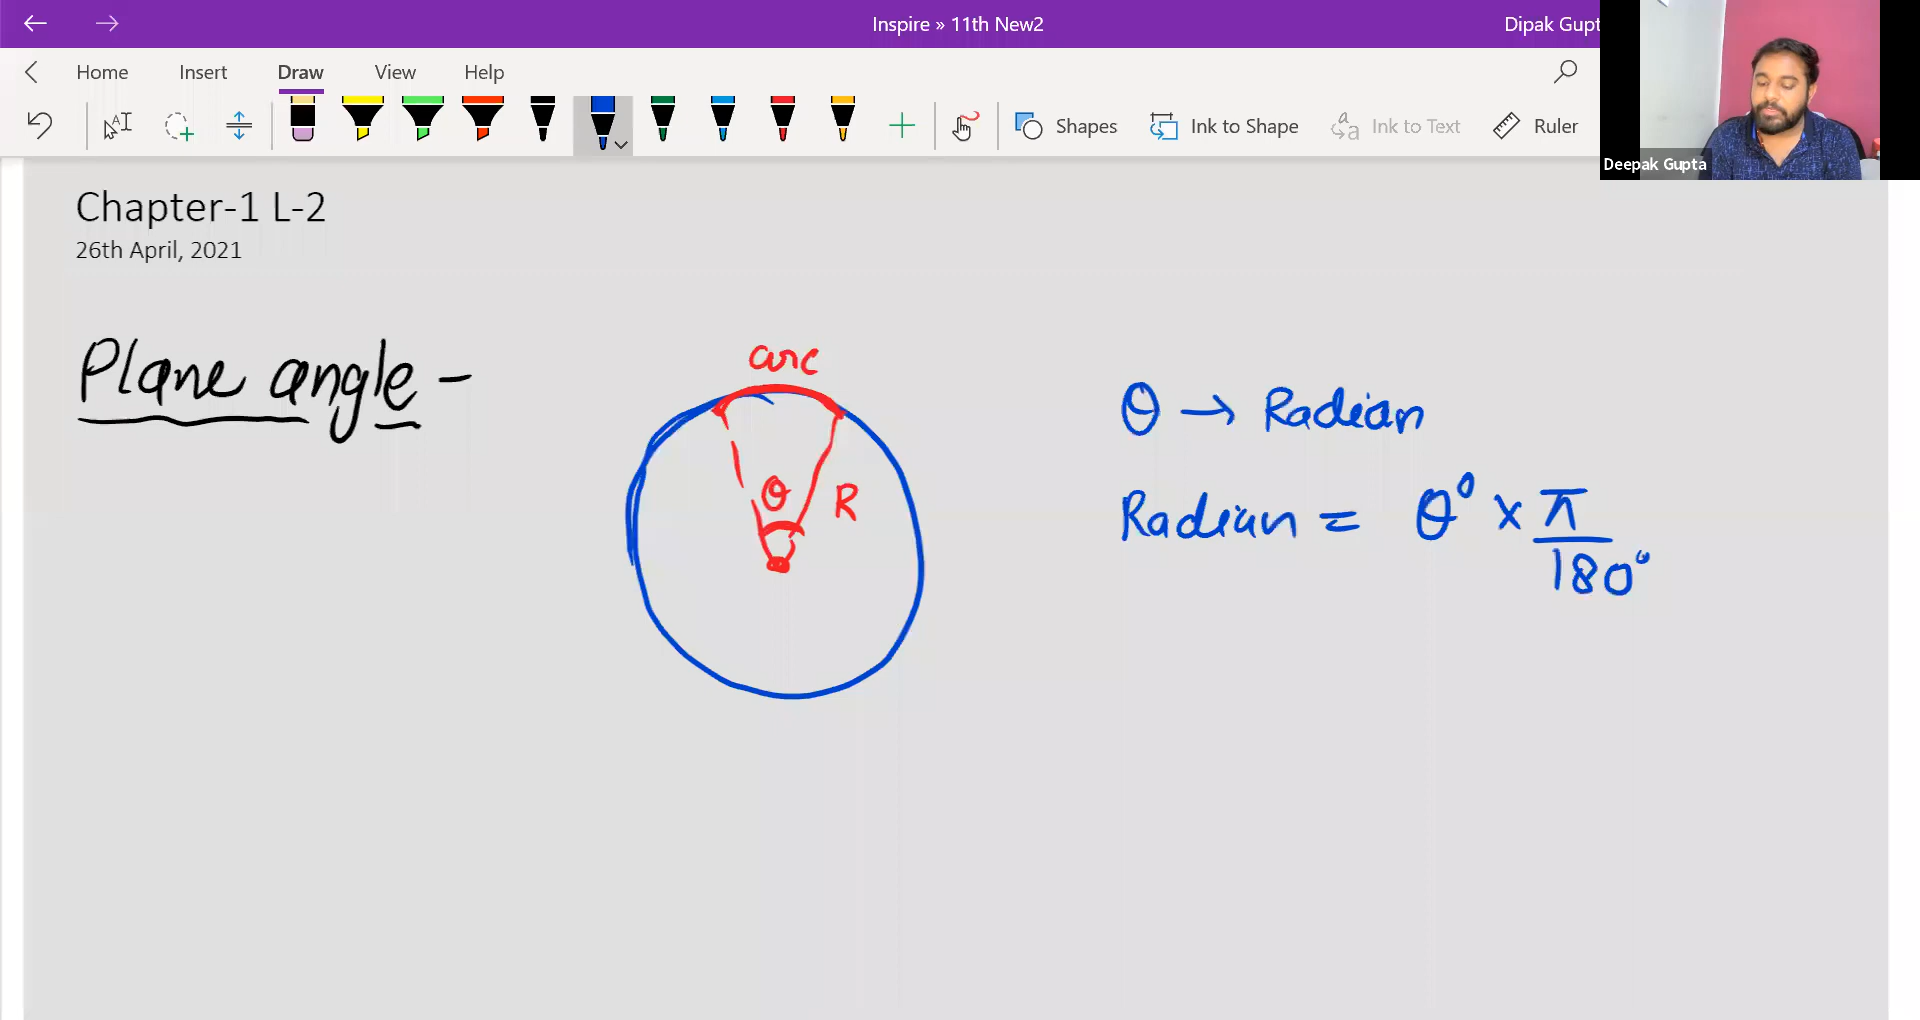 Inspire » 11th New2
Dipak Gupt
Home Insert Draw View Help
Shapes Ink to Shape Ink to Text Ruler
Deepak Gupta
Chapter-1 L-2
26th April, 2021
Plane angle -
arc
θ
R
θ → Radian
Radian = θ° × π
180°